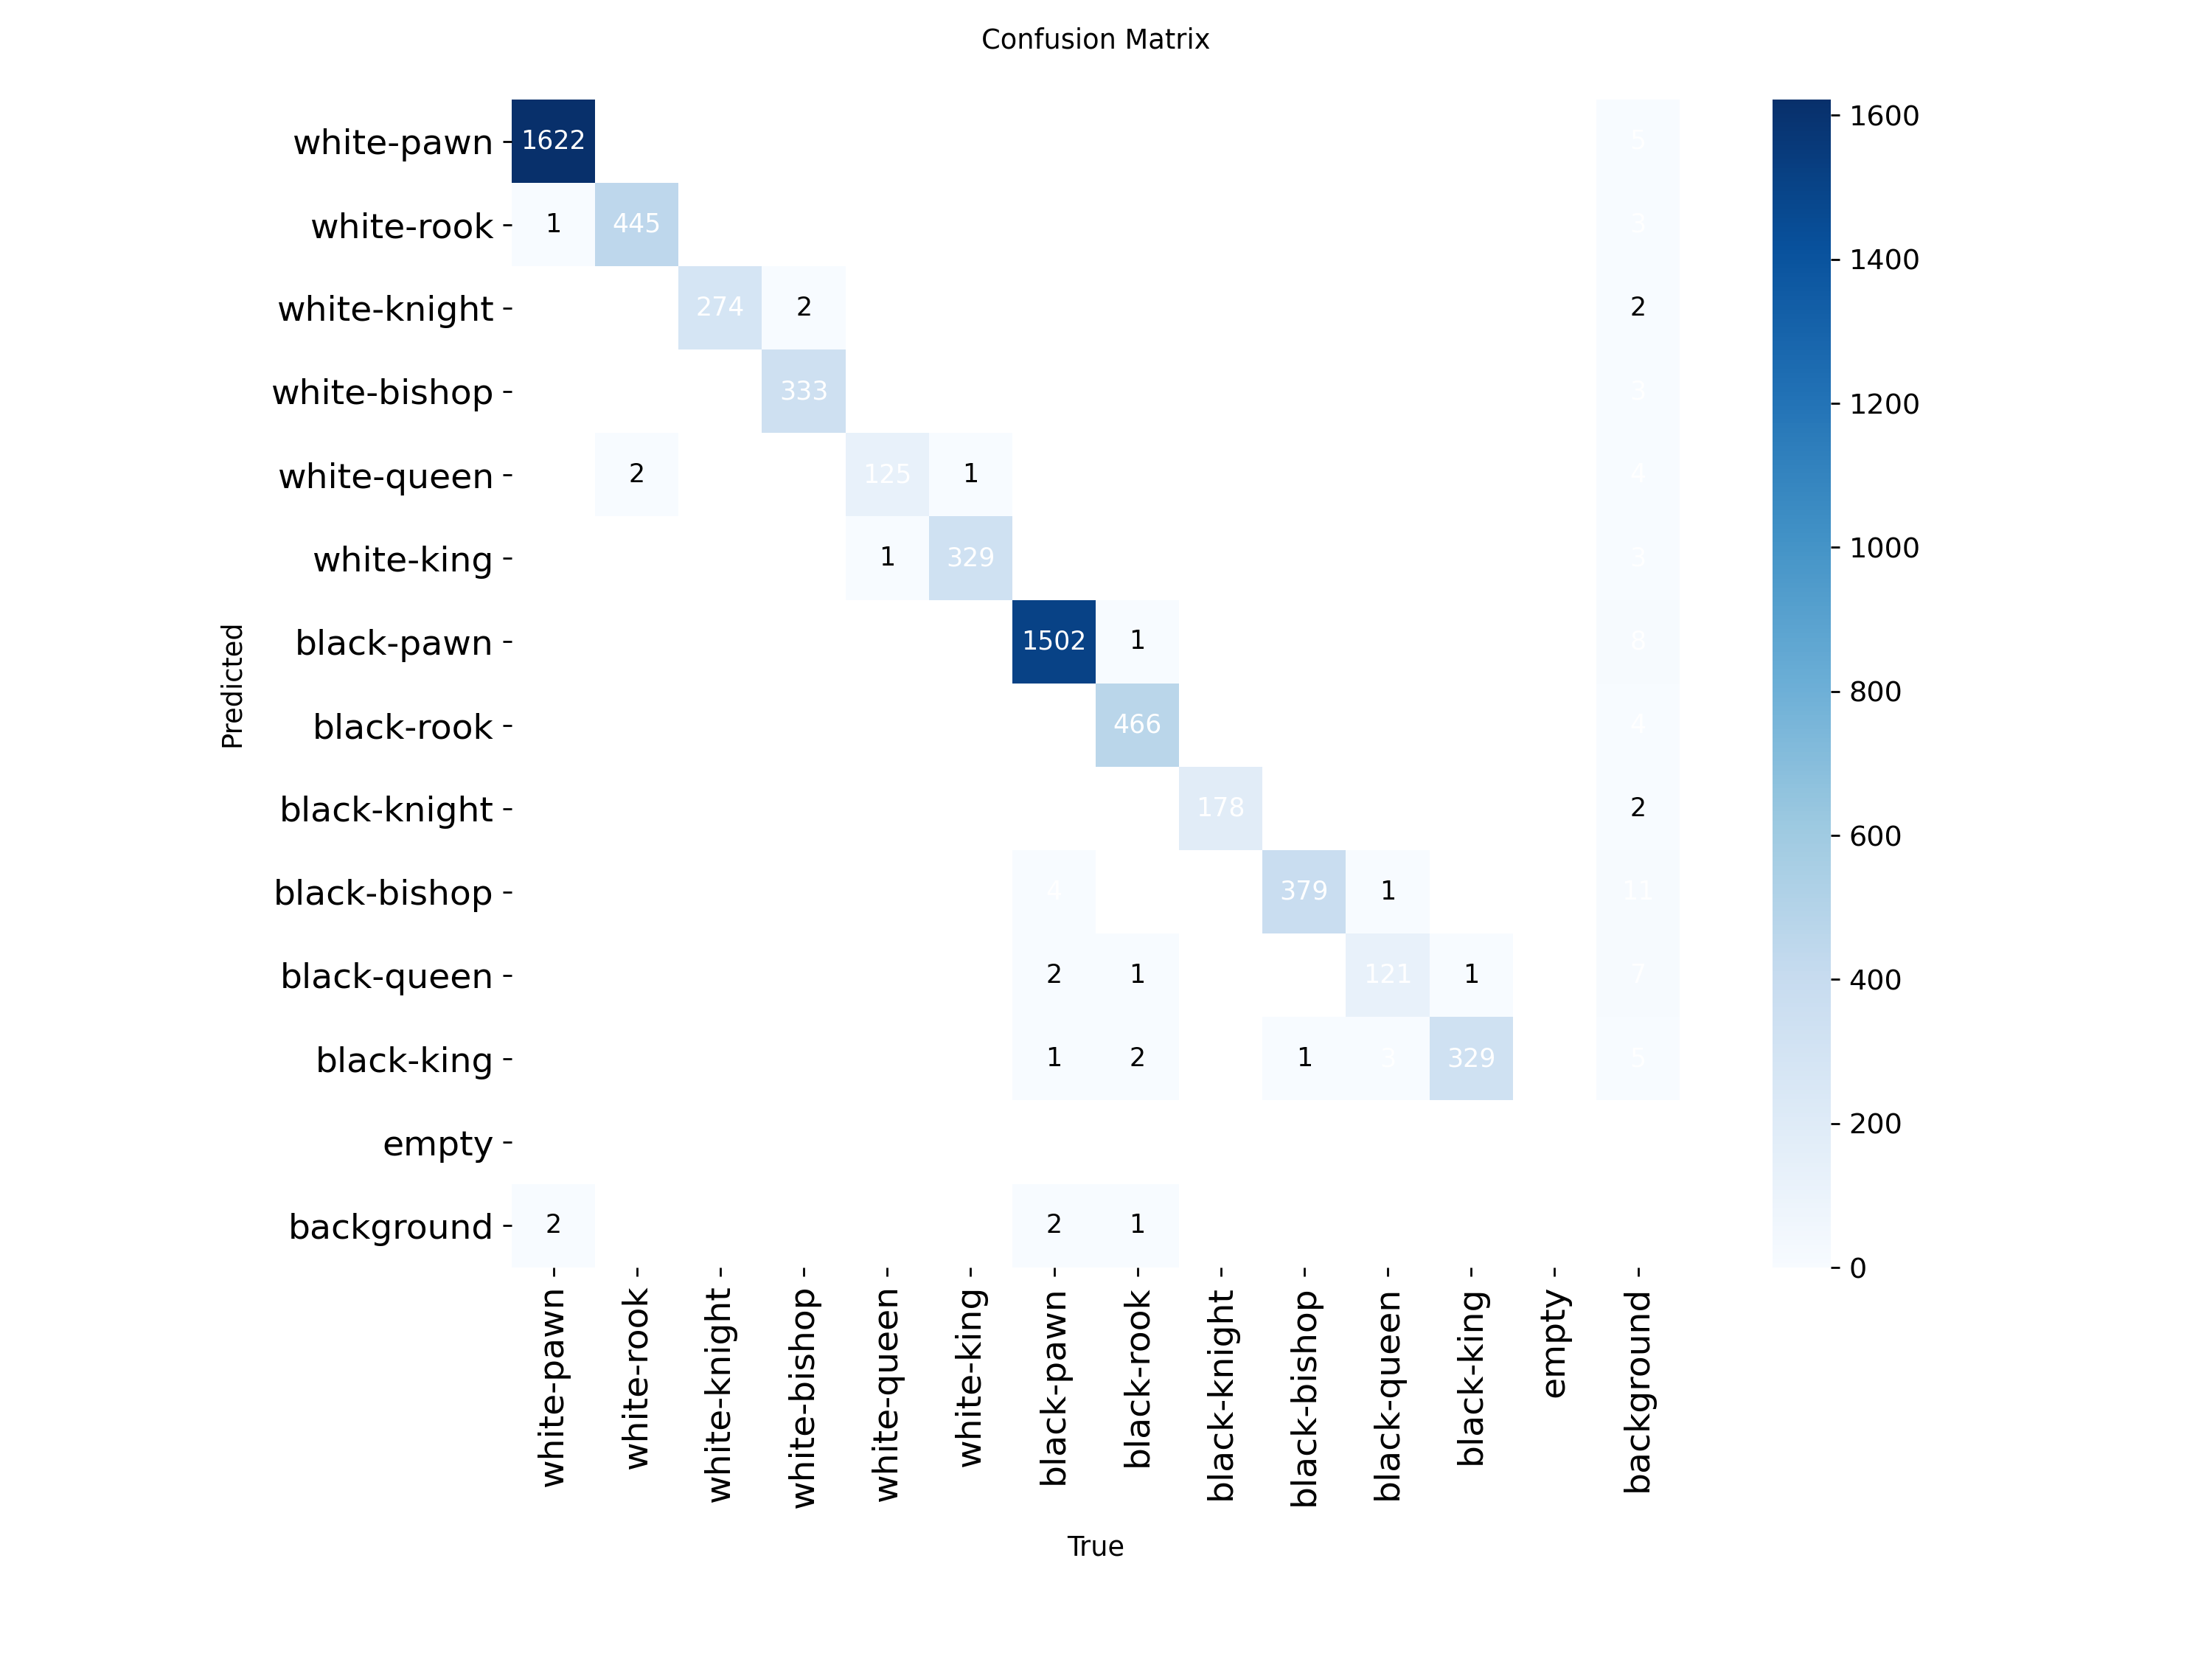 Confusion Matrix
white-pawn 1622 5
white-rook 1 445 3
white-knight 274 2 2
white-bishop 333 3
white-queen 2 125 1 4
white-king 1 329 3
black-pawn 1502 1 8
black-rook 466 4
black-knight 178 2
black-bishop 4 379 1 11
black-queen 2 1 121 1 7
black-king 1 2 1 3 329 5
empty
background 2 2 1
Predicted
white-pawn
white-rook
white-knight
white-bishop
white-queen
white-king
black-pawn
black-rook
black-knight
black-bishop
black-queen
black-king
empty
background
True
1600
1400
1200
1000
800
600
400
200
0